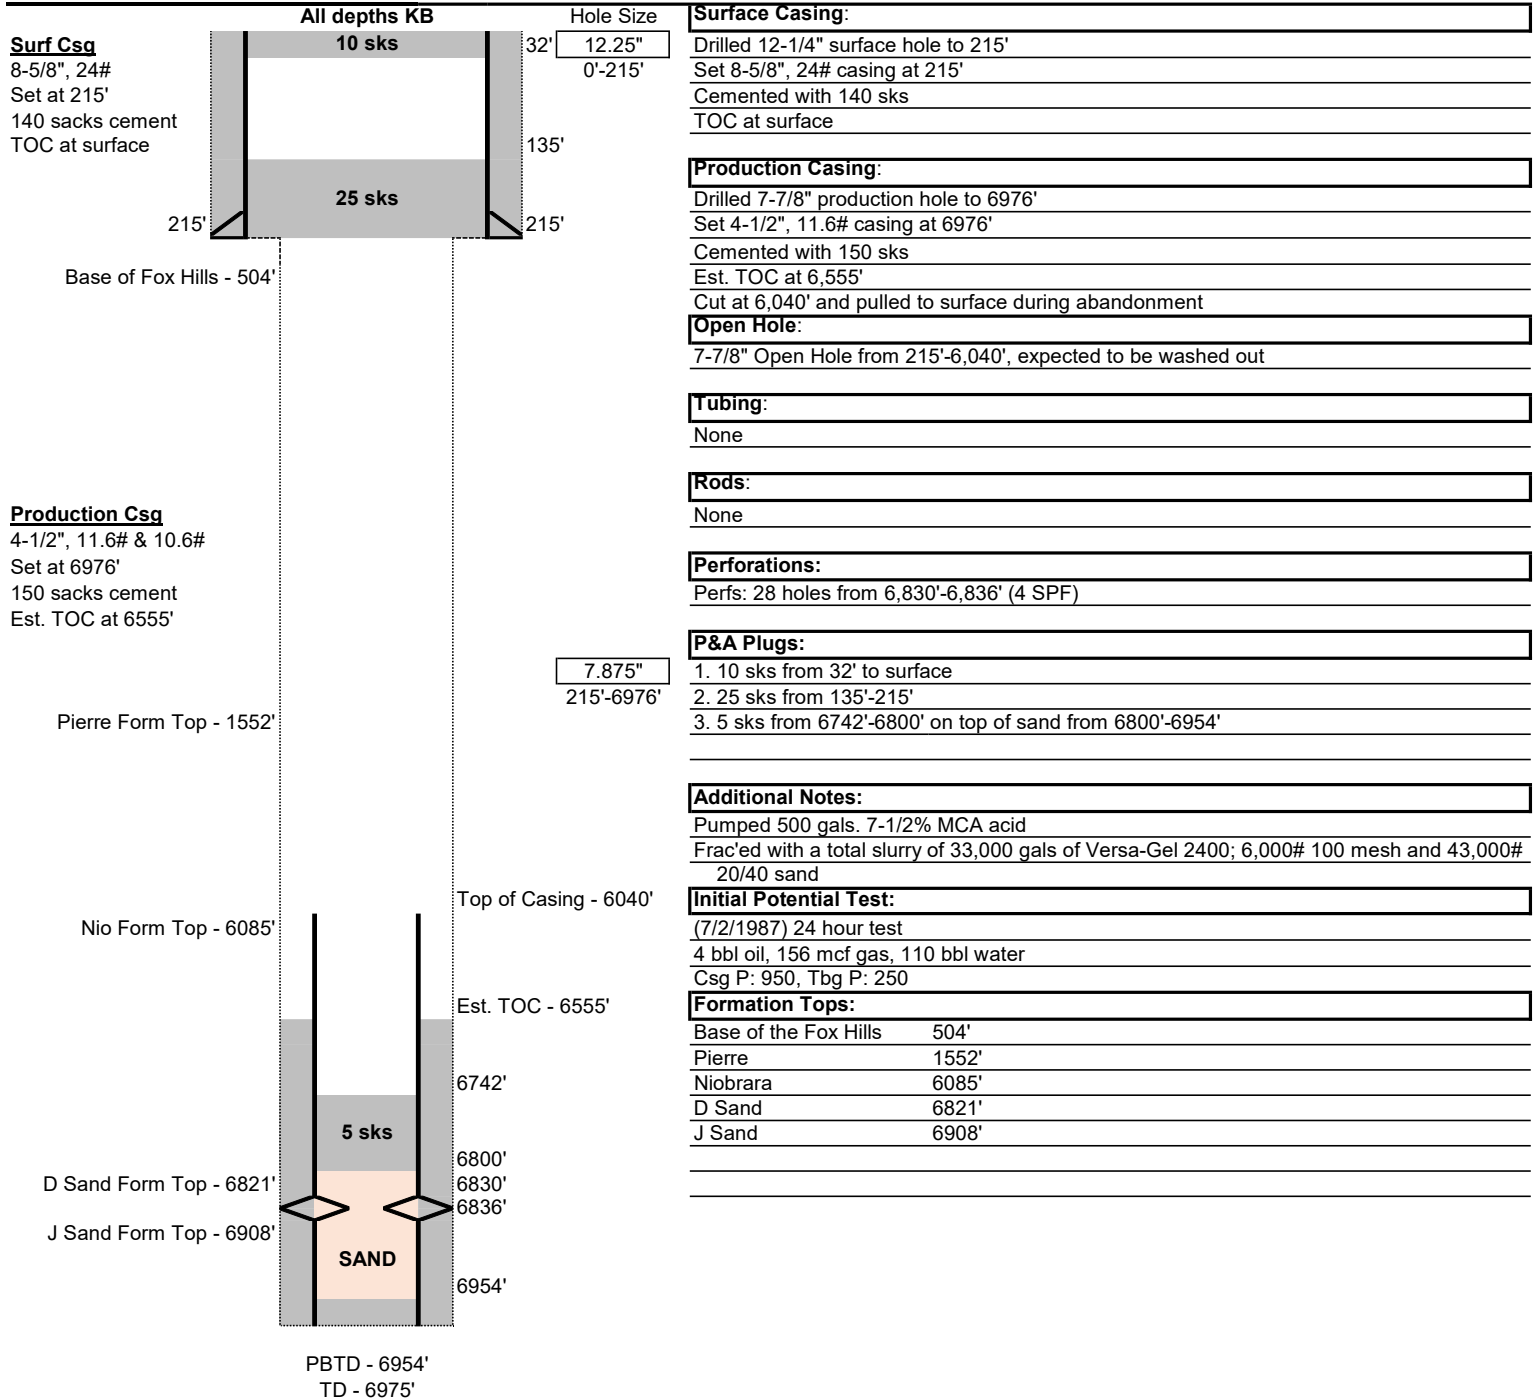 All depths KB
Hole Size
Surf Csg
8-5/8", 24#
Set at 215'
140 sacks cement
TOC at surface
10 sks
32'
12.25"
0'-215'
135'
25 sks
215'
215'
Base of Fox Hills - 504'
Production Csg
4-1/2", 11.6# & 10.6#
Set at 6976'
150 sacks cement
Est. TOC at 6555'
7.875"
215'-6976'
Pierre Form Top - 1552'
Top of Casing - 6040'
Nio Form Top - 6085'
Est. TOC - 6555'
6742'
5 sks
6800'
D Sand Form Top - 6821'
6830'
6836'
J Sand Form Top - 6908'
SAND
6954'
PBTD - 6954'
TD - 6975'
Surface Casing:
Drilled 12-1/4" surface hole to 215'
Set 8-5/8", 24# casing at 215'
Cemented with 140 sks
TOC at surface
Production Casing:
Drilled 7-7/8" production hole to 6976'
Set 4-1/2", 11.6# casing at 6976'
Cemented with 150 sks
Est. TOC at 6,555'
Cut at 6,040' and pulled to surface during abandonment
Open Hole:
7-7/8" Open Hole from 215'-6,040', expected to be washed out
Tubing:
None
Rods:
None
Perforations:
Perfs: 28 holes from 6,830'-6,836' (4 SPF)
P&A Plugs:
1. 10 sks from 32' to surface
2. 25 sks from 135'-215'
3. 5 sks from 6742'-6800' on top of sand from 6800'-6954'
Additional Notes:
Pumped 500 gals. 7-1/2% MCA acid
Frac'ed with a total slurry of 33,000 gals of Versa-Gel 2400; 6,000# 100 mesh and 43,000#
20/40 sand
Initial Potential Test:
(7/2/1987) 24 hour test
4 bbl oil, 156 mcf gas, 110 bbl water
Csg P: 950, Tbg P: 250
Formation Tops:
Base of the Fox Hills 504'
Pierre 1552'
Niobrara 6085'
D Sand 6821'
J Sand 6908'